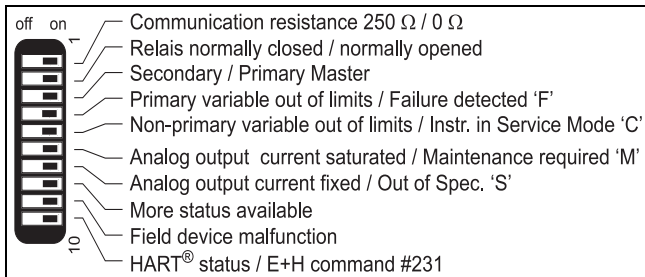 off on
1
Communication resistance 250 Ω / 0 Ω
Relais normally closed / normally opened
Secondary / Primary Master
Primary variable out of limits / Failure detected ‘F’
Non-primary variable out of limits / Instr. in Service Mode ‘C’
Analog output current saturated / Maintenance required ‘M’
Analog output current fixed / Out of Spec. ‘S’
More status available
Field device malfunction
10
HART® status / E+H command #231